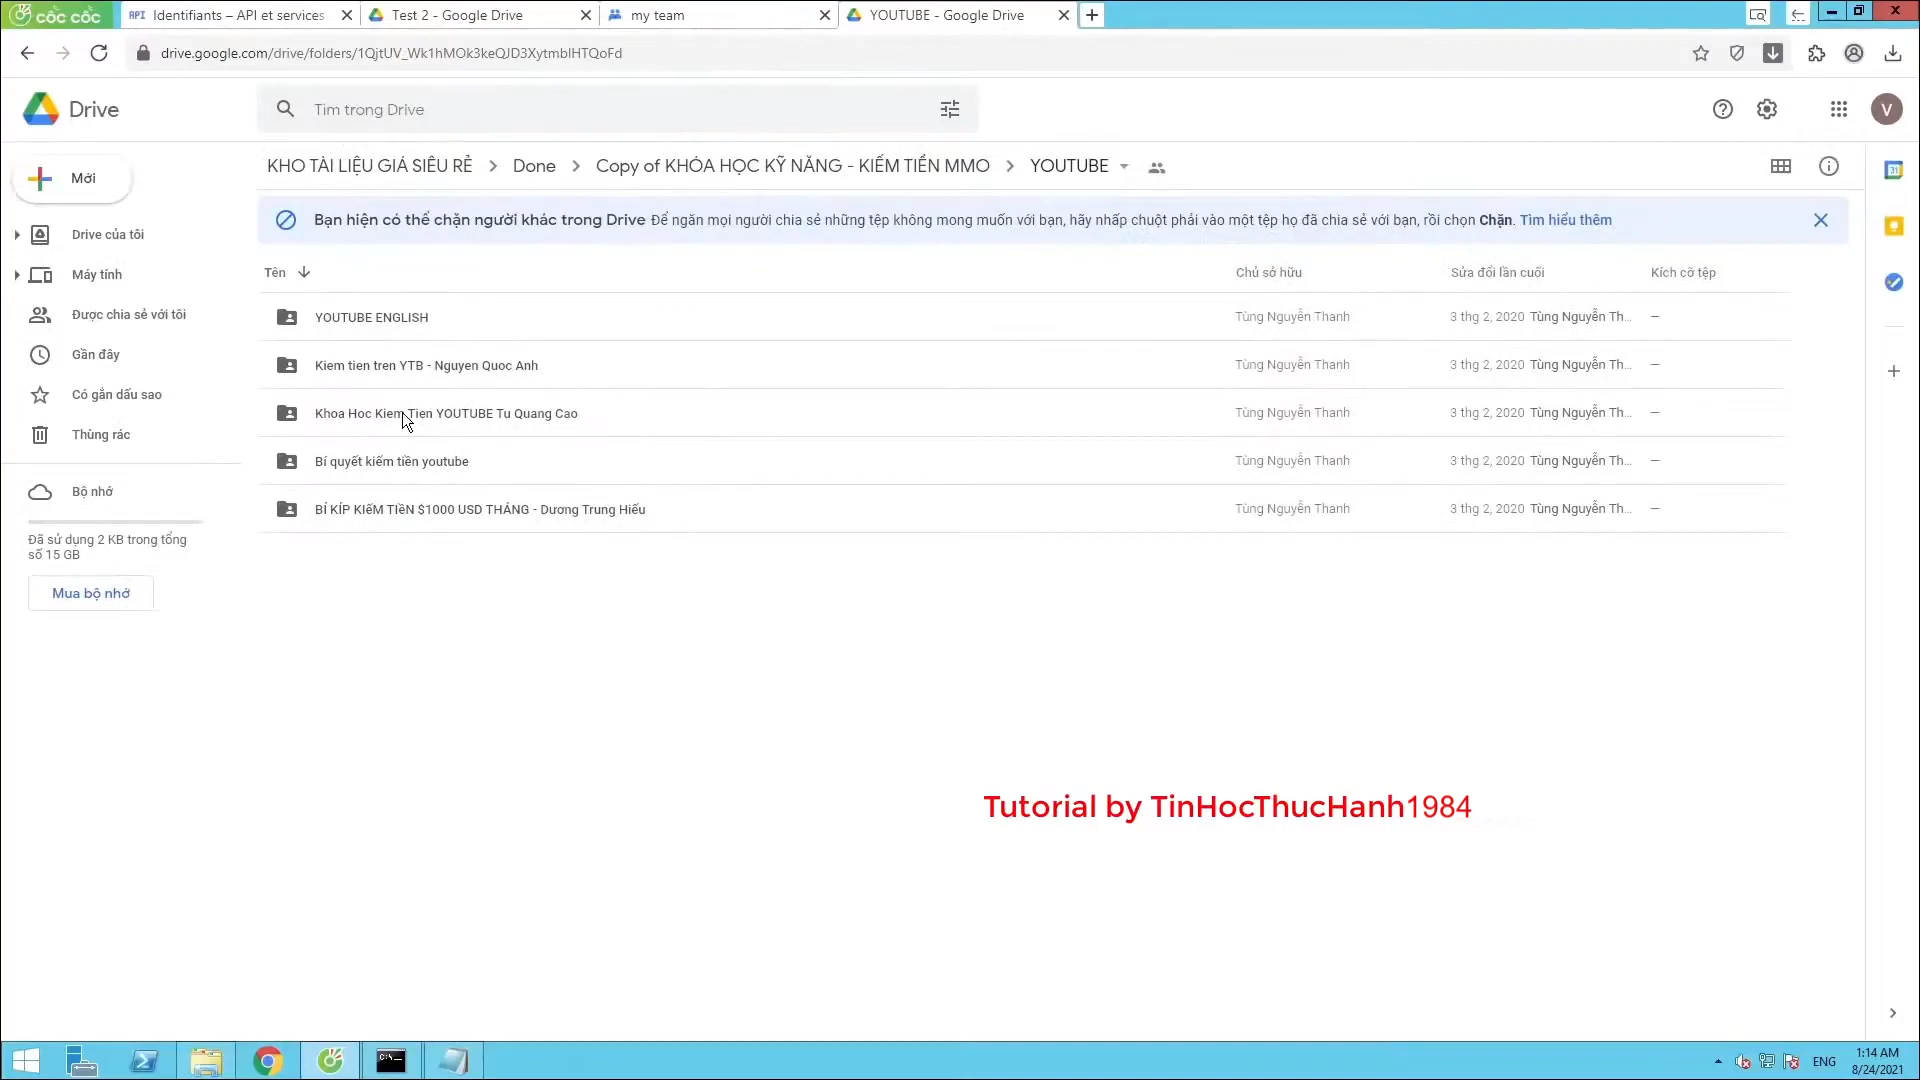 cốc cốc
API Identifiants – API et services
Test 2 - Google Drive
my team
YOUTUBE - Google Drive
drive.google.com/drive/folders/1QjtUV_Wk1hMOk3keQJD3XytmblHTQoFd
Drive
Tìm trong Drive
V
Mới
KHO TÀI LIỆU GIÁ SIÊU RẺ > Done > Copy of KHÓA HỌC KỸ NĂNG - KIẾM TIỀN MMO > YOUTUBE
31
Bạn hiện có thể chặn người khác trong Drive Để ngăn mọi người chia sẻ những tệp không mong muốn với bạn, hãy nhấp chuột phải vào một tệp họ đã chia sẻ với bạn, rồi chọn Chặn. Tìm hiểu thêm
Drive của tôi
Máy tính
Được chia sẻ với tôi
Gần đây
Có gắn dấu sao
Thùng rác
Bộ nhớ
Đã sử dụng 2 KB trong tổng
số 15 GB
Mua bộ nhớ
Tên Chủ sở hữu Sửa đổi lần cuối Kích cỡ tệp
YOUTUBE ENGLISH Tùng Nguyễn Thanh 3 thg 2, 2020 Tùng Nguyễn Th... —
Kiem tien tren YTB - Nguyen Quoc Anh Tùng Nguyễn Thanh 3 thg 2, 2020 Tùng Nguyễn Th... —
Khoa Hoc Kiem Tien YOUTUBE Tu Quang Cao Tùng Nguyễn Thanh 3 thg 2, 2020 Tùng Nguyễn Th... —
Bí quyết kiếm tiền youtube Tùng Nguyễn Thanh 3 thg 2, 2020 Tùng Nguyễn Th... —
BÍ KÍP KIếM TIềN $1000 USD THÁNG - Dương Trung Hiếu Tùng Nguyễn Thanh 3 thg 2, 2020 Tùng Nguyễn Th... —
Tutorial by TinHocThucHanh1984
ENG
1:14 AM
8/24/2021